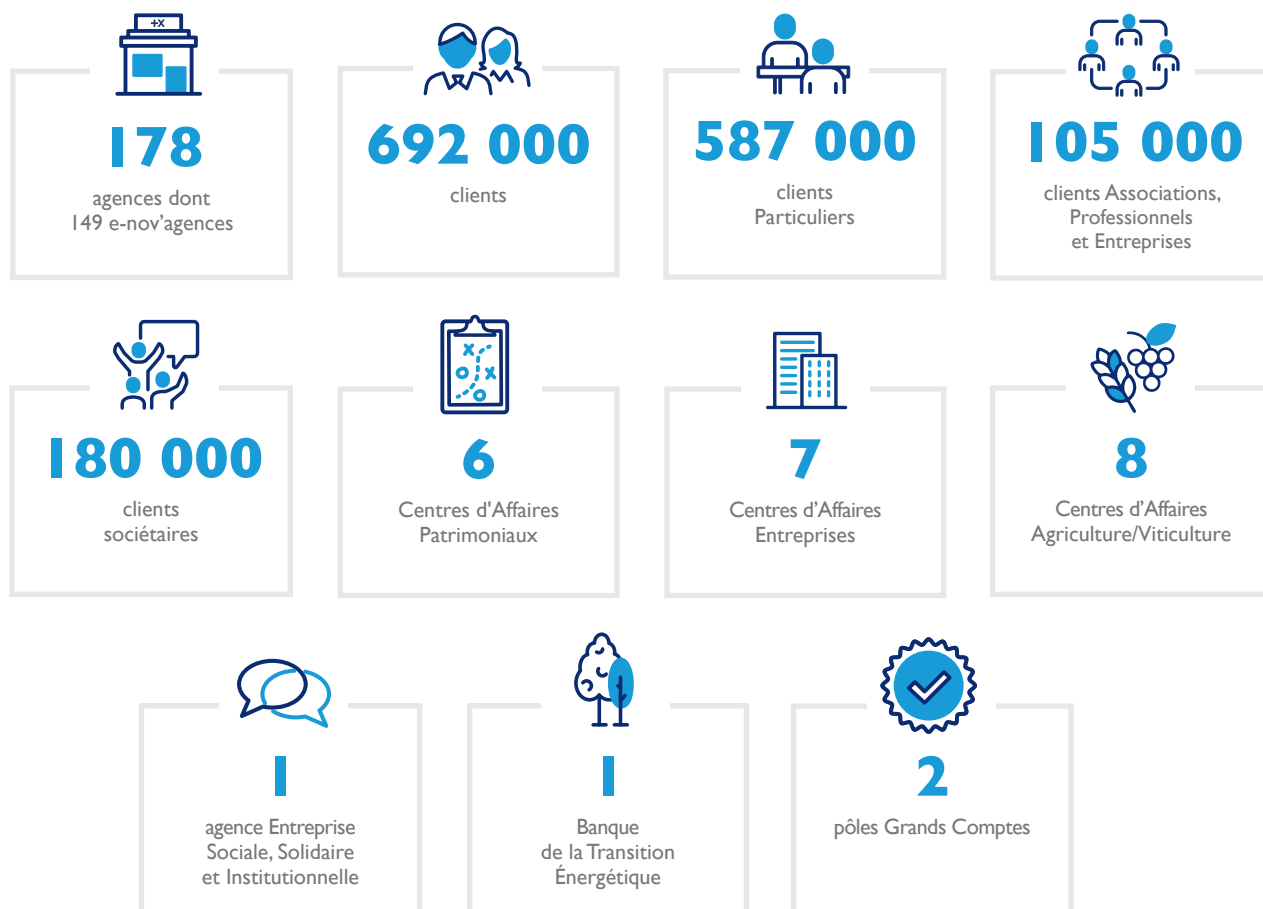 +x
178
agences dont
149 e-nov’agences
692 000
clients
587 000
clients
Particuliers
105 000
clients Associations,
Professionnels
et Entreprises
180 000
clients
sociétaires
6
Centres d'Affaires
Patrimoniaux
7
Centres d’Affaires
Entreprises
8
Centres d’Affaires
Agriculture/Viticulture
1
agence Entreprise
Sociale, Solidaire
et Institutionnelle
1
Banque
de la Transition
Énergétique
2
pôles Grands Comptes